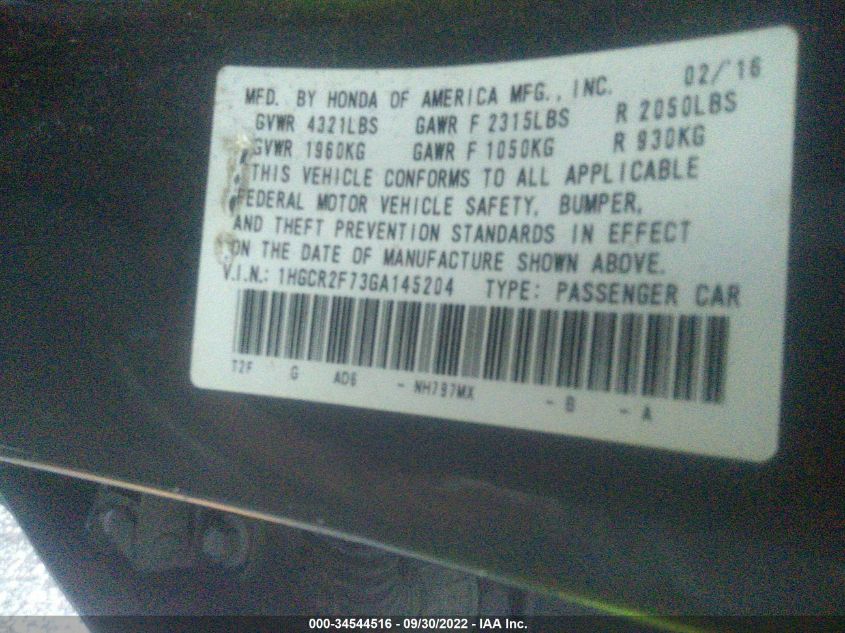 02/'16
MFD. BY HONDA OF AMERICA MFG., INC.
GVWR 4321LBS GAWR F 2315LBS R 2050LBS
GVWR 1960KG GAWR F 1050KG R 930KG
THIS VEHICLE CONFORMS TO ALL APPLICABLE
FEDERAL MOTOR VEHICLE SAFETY, BUMPER,
AND THEFT PREVENTION STANDARDS IN EFFECT
ON THE DATE OF MANUFACTURE SHOWN ABOVE.
V.I.N.: 1HGCR2F73GA145204 TYPE: PASSENGER CAR
T2F G AD6 - NH797MX - B - A
000-34544516 - 09/30/2022 - IAA Inc.